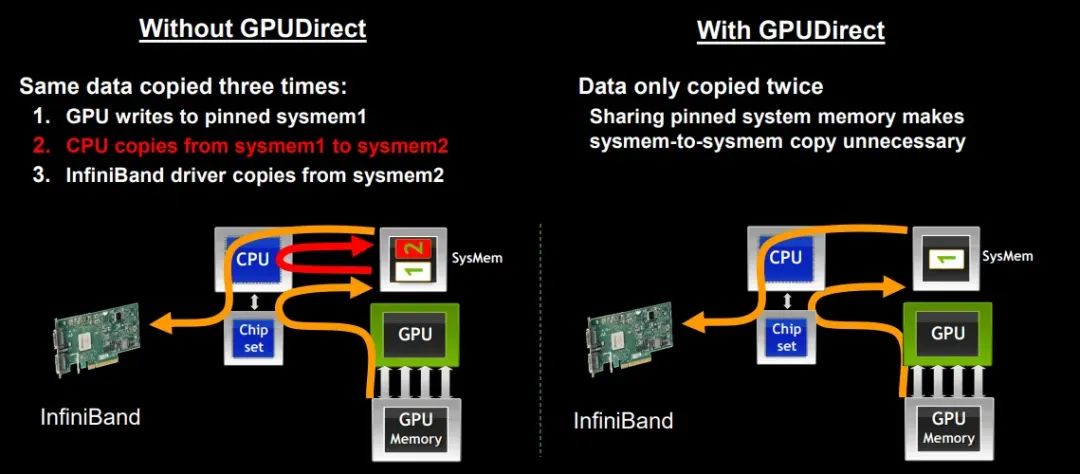 Without GPUDirect
Same data copied three times:
1. GPU writes to pinned sysmem1
2. CPU copies from sysmem1 to sysmem2
3. InfiniBand driver copies from sysmem2
CPU
2
1
SysMem
Chip
set
GPU
GPU
Memory
InfiniBand
With GPUDirect
Data only copied twice
Sharing pinned system memory makes
sysmem-to-sysmem copy unnecessary
CPU
1
SysMem
Chip
set
GPU
GPU
Memory
InfiniBand